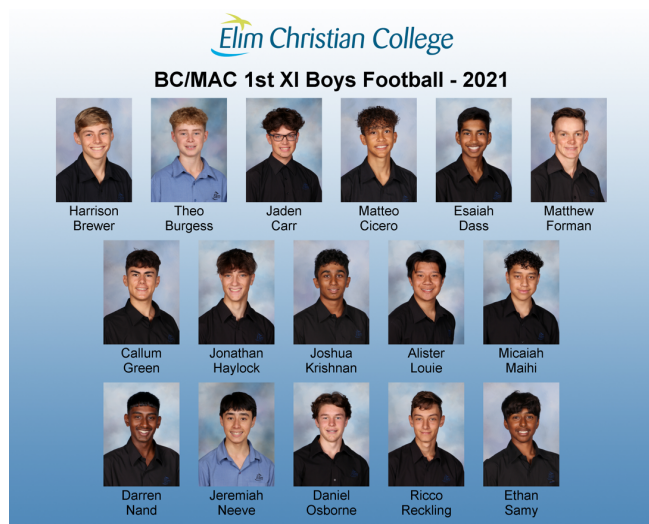 Elim Christian College
BC/MAC 1st XI Boys Football - 2021
Harrison
Brewer
Theo
Burgess
Jaden
Carr
Matteo
Cicero
Esaiah
Dass
Matthew
Forman
Callum
Green
Jonathan
Haylock
Joshua
Krishnan
Alister
Louie
Micaiah
Maihi
Darren
Nand
Jeremiah
Neeve
Daniel
Osborne
Ricco
Reckling
Ethan
Samy